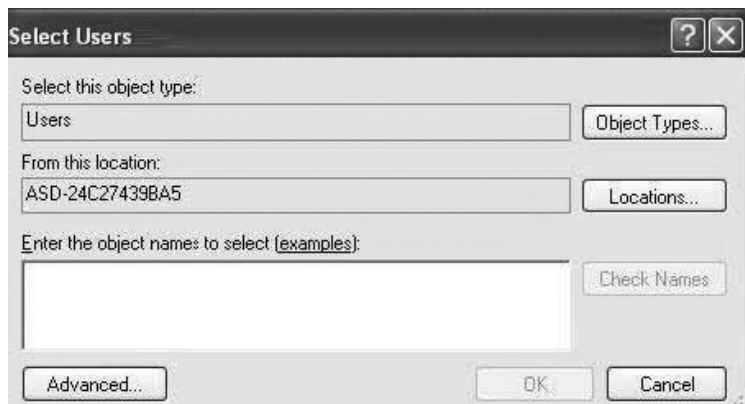 Select Users
Select this object type:
Users
Object Types...
From this location:
ASD-24C27439BA5
Locations...
Enter the object names to select (examples):
Check Names
Advanced...
OK
Cancel